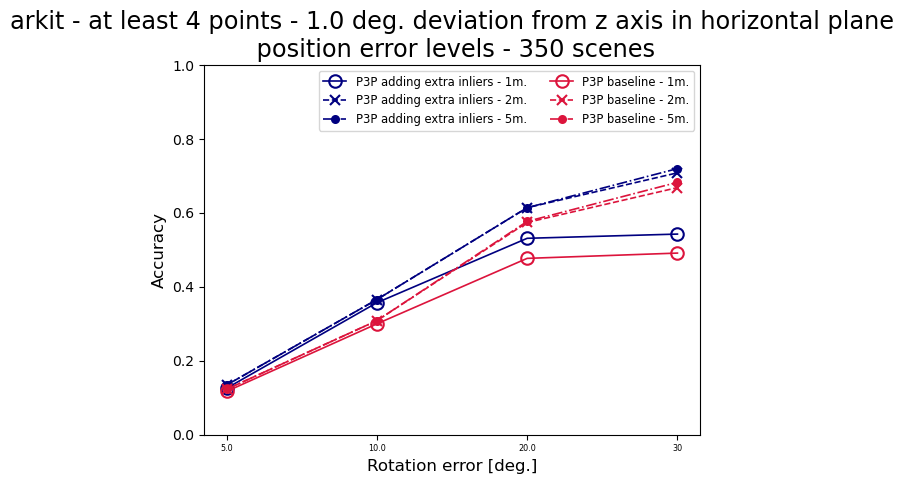 arkit - at least 4 points - 1.0 deg. deviation from z axis in horizontal plane
position error levels - 350 scenes
1.0
P3P adding extra inliers - 1m.
P3P baseline - 1m.
P3P adding extra inliers - 2m.
P3P baseline - 2m.
P3P adding extra inliers - 5m.
P3P baseline - 5m.
0.8
0.6
Accuracy
0.4
0.2
0.0
5.0
10.0
20.0
30
Rotation error [deg.]